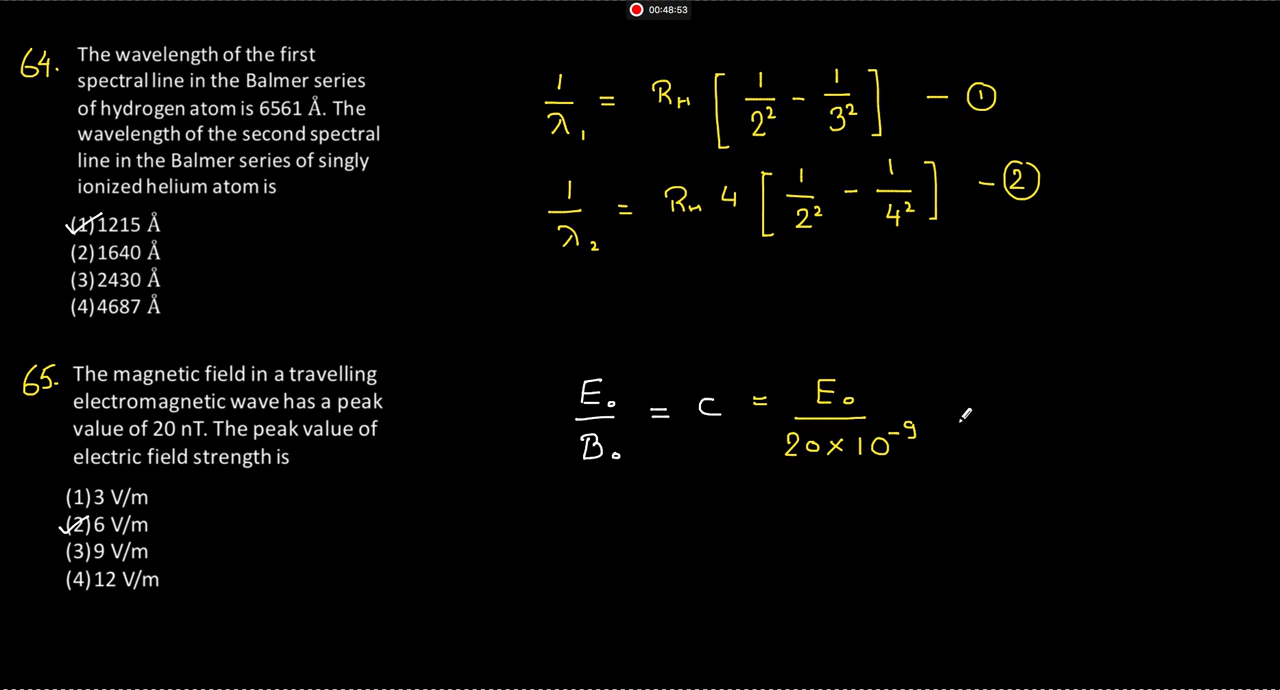 00:48:53
64. The wavelength of the first
spectral line in the Balmer series
of hydrogen atom is 6561 Å. The
wavelength of the second spectral
line in the Balmer series of singly
ionized helium atom is
(1) 1215 Å
(2) 1640 Å
(3) 2430 Å
(4) 4687 Å
1/λ₁ = R_H [ 1/2² - 1/3² ] - ①
1/λ₂ = R_H 4 [ 1/2² - 1/4² ] - ②
65. The magnetic field in a travelling
electromagnetic wave has a peak
value of 20 nT. The peak value of
electric field strength is
(1) 3 V/m
(2) 6 V/m
(3) 9 V/m
(4) 12 V/m
E₀/B₀ = C = E₀/20×10⁻⁹